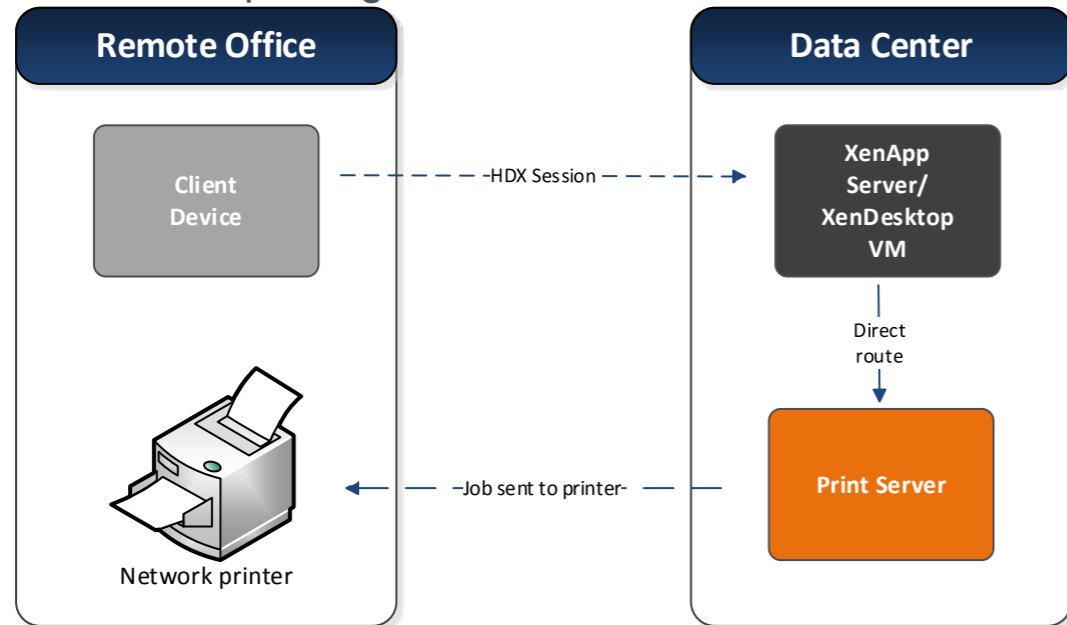 Remote Office
Data Center
Client
Device
HDX Session
XenApp
Server/
XenDesktop
VM
Direct
route
Job sent to printer
Print Server
Network printer